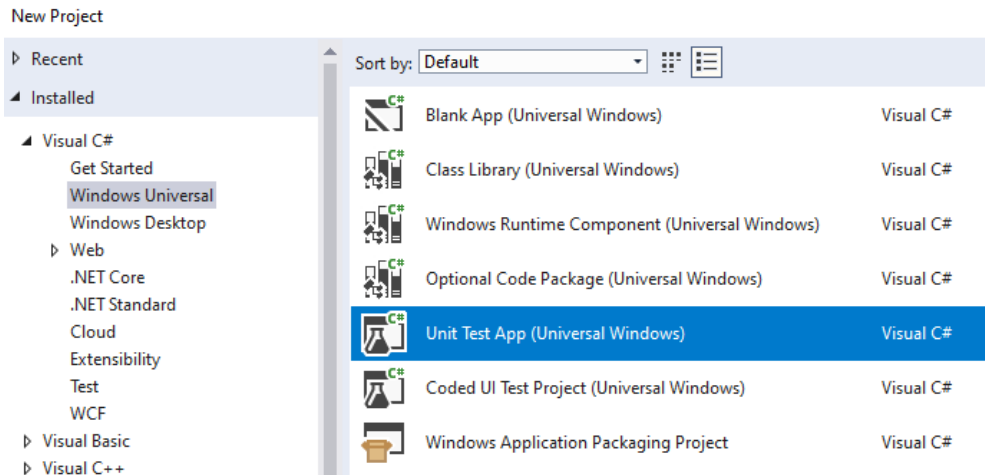 New Project
Recent
Installed
Visual C#
Get Started
Windows Universal
Windows Desktop
Web
.NET Core
.NET Standard
Cloud
Extensibility
Test
WCF
Visual Basic
Visual C++
Sort by: Default
C#
Blank App (Universal Windows) Visual C#
C#
Class Library (Universal Windows) Visual C#
C#
Windows Runtime Component (Universal Windows) Visual C#
C#
Optional Code Package (Universal Windows) Visual C#
C#
Unit Test App (Universal Windows) Visual C#
C#
Coded UI Test Project (Universal Windows) Visual C#
Windows Application Packaging Project Visual C#